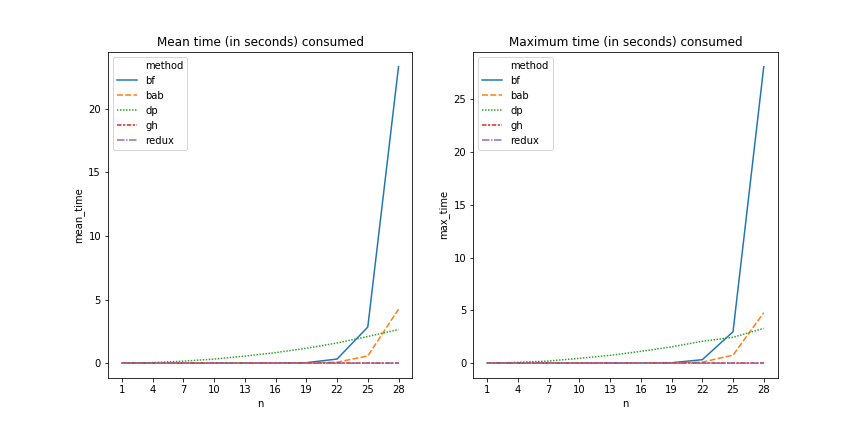 Mean time (in seconds) consumed
method
bf
bab
dp
gh
redux
mean_time
20
15
10
5
0
1 4 7 10 13 16 19 22 25 28
n
Maximum time (in seconds) consumed
method
bf
bab
dp
gh
redux
max_time
25
20
15
10
5
0
1 4 7 10 13 16 19 22 25 28
n